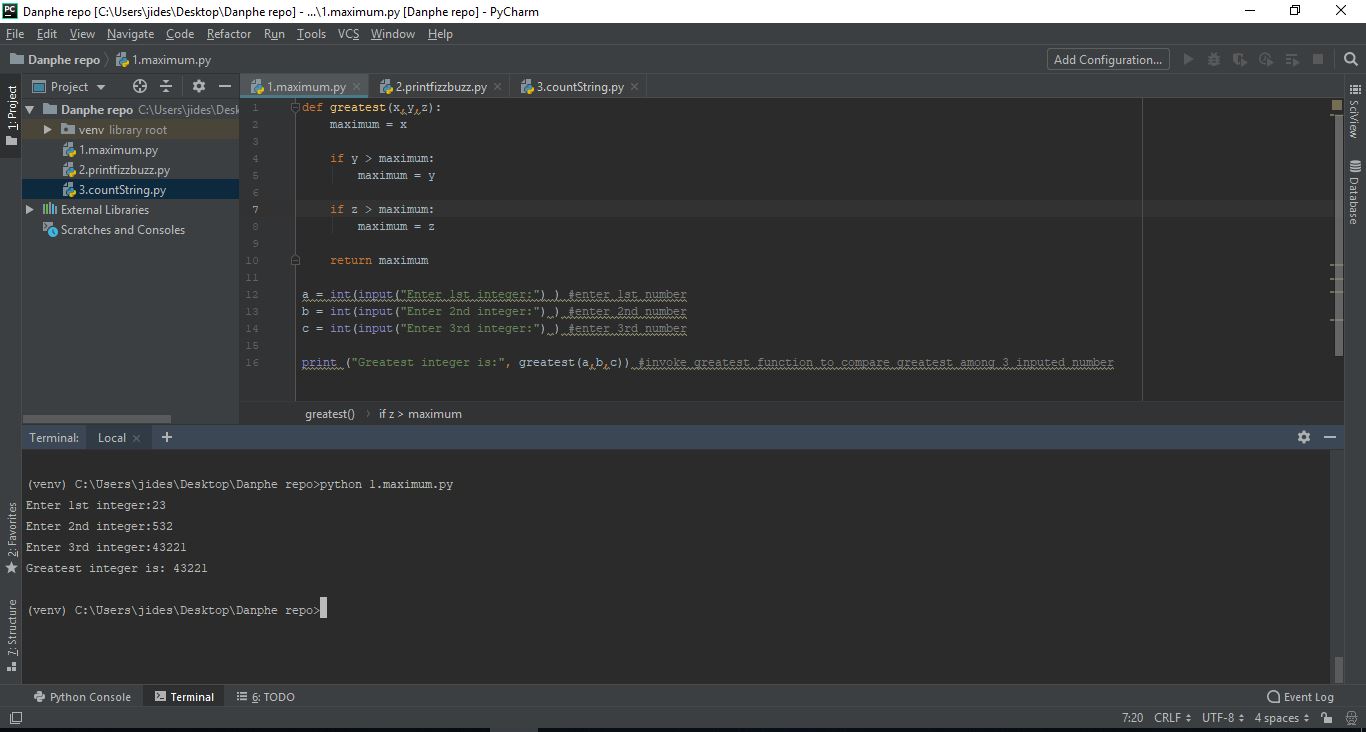 PC Danphe repo [C:\Users\jides\Desktop\Danphe repo] - ...\1.maximum.py [Danphe repo] - PyCharm
File Edit View Navigate Code Refactor Run Tools VCS Window Help
Danphe repo 1.maximum.py Add Configuration...
1: Project
Project
1.maximum.py 2.printfizzbuzz.py 3.countString.py
Danphe repo C:\Users\jides\Desk
venv library root
1.maximum.py
2.printfizzbuzz.py
3.countString.py
External Libraries
Scratches and Consoles
1 def greatest(x,y,z):
2 maximum = x
3
4 if y > maximum:
5 maximum = y
6
7 if z > maximum:
8 maximum = z
9
10 return maximum
11
12 a = int(input("Enter 1st integer:") ) #enter 1st number
13 b = int(input("Enter 2nd integer:") ) #enter 2nd number
14 c = int(input("Enter 3rd integer:") ) #enter 3rd number
15
16 print ("Greatest integer is:", greatest(a,b,c)) #invoke greatest function to compare greatest among 3 inputed number
greatest() if z > maximum
SciView
Database
Terminal: Local
(venv) C:\Users\jides\Desktop\Danphe repo>python 1.maximum.py
Enter 1st integer:23
Enter 2nd integer:532
Enter 3rd integer:43221
Greatest integer is: 43221
(venv) C:\Users\jides\Desktop\Danphe repo>
2: Favorites
7: Structure
Python Console Terminal 6: TODO Event Log
7:20 CRLF UTF-8 4 spaces